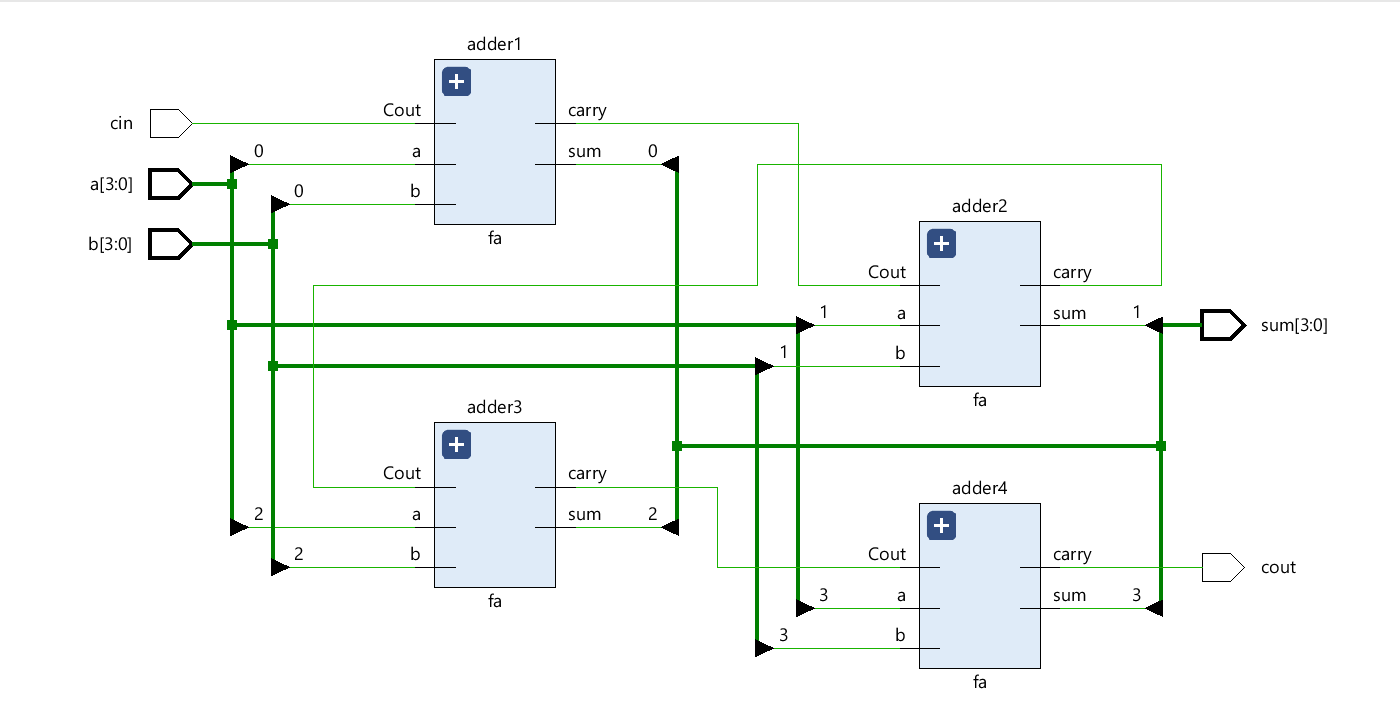 adder1
Cout
carry
cin
0
a
sum
0
a[3:0]
0
b
adder2
b[3:0]
fa
Cout
carry
1
a
sum
1
sum[3:0]
1
b
adder3
fa
Cout
carry
adder4
2
a
sum
2
2
b
Cout
carry
cout
fa
3
a
sum
3
3
b
fa